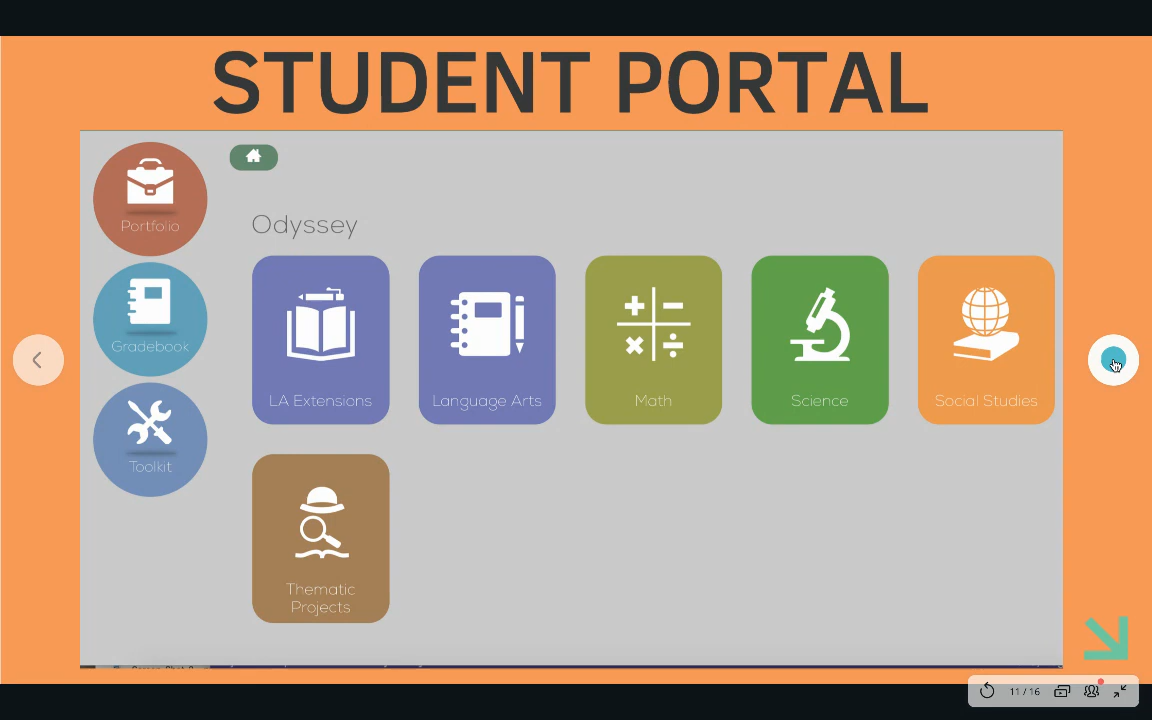 STUDENT PORTAL
Portfolio
Gradebook
Toolkit
Odyssey
LA Extensions
Language Arts
Math
Science
Social Studies
Thematic
Projects
11 / 16